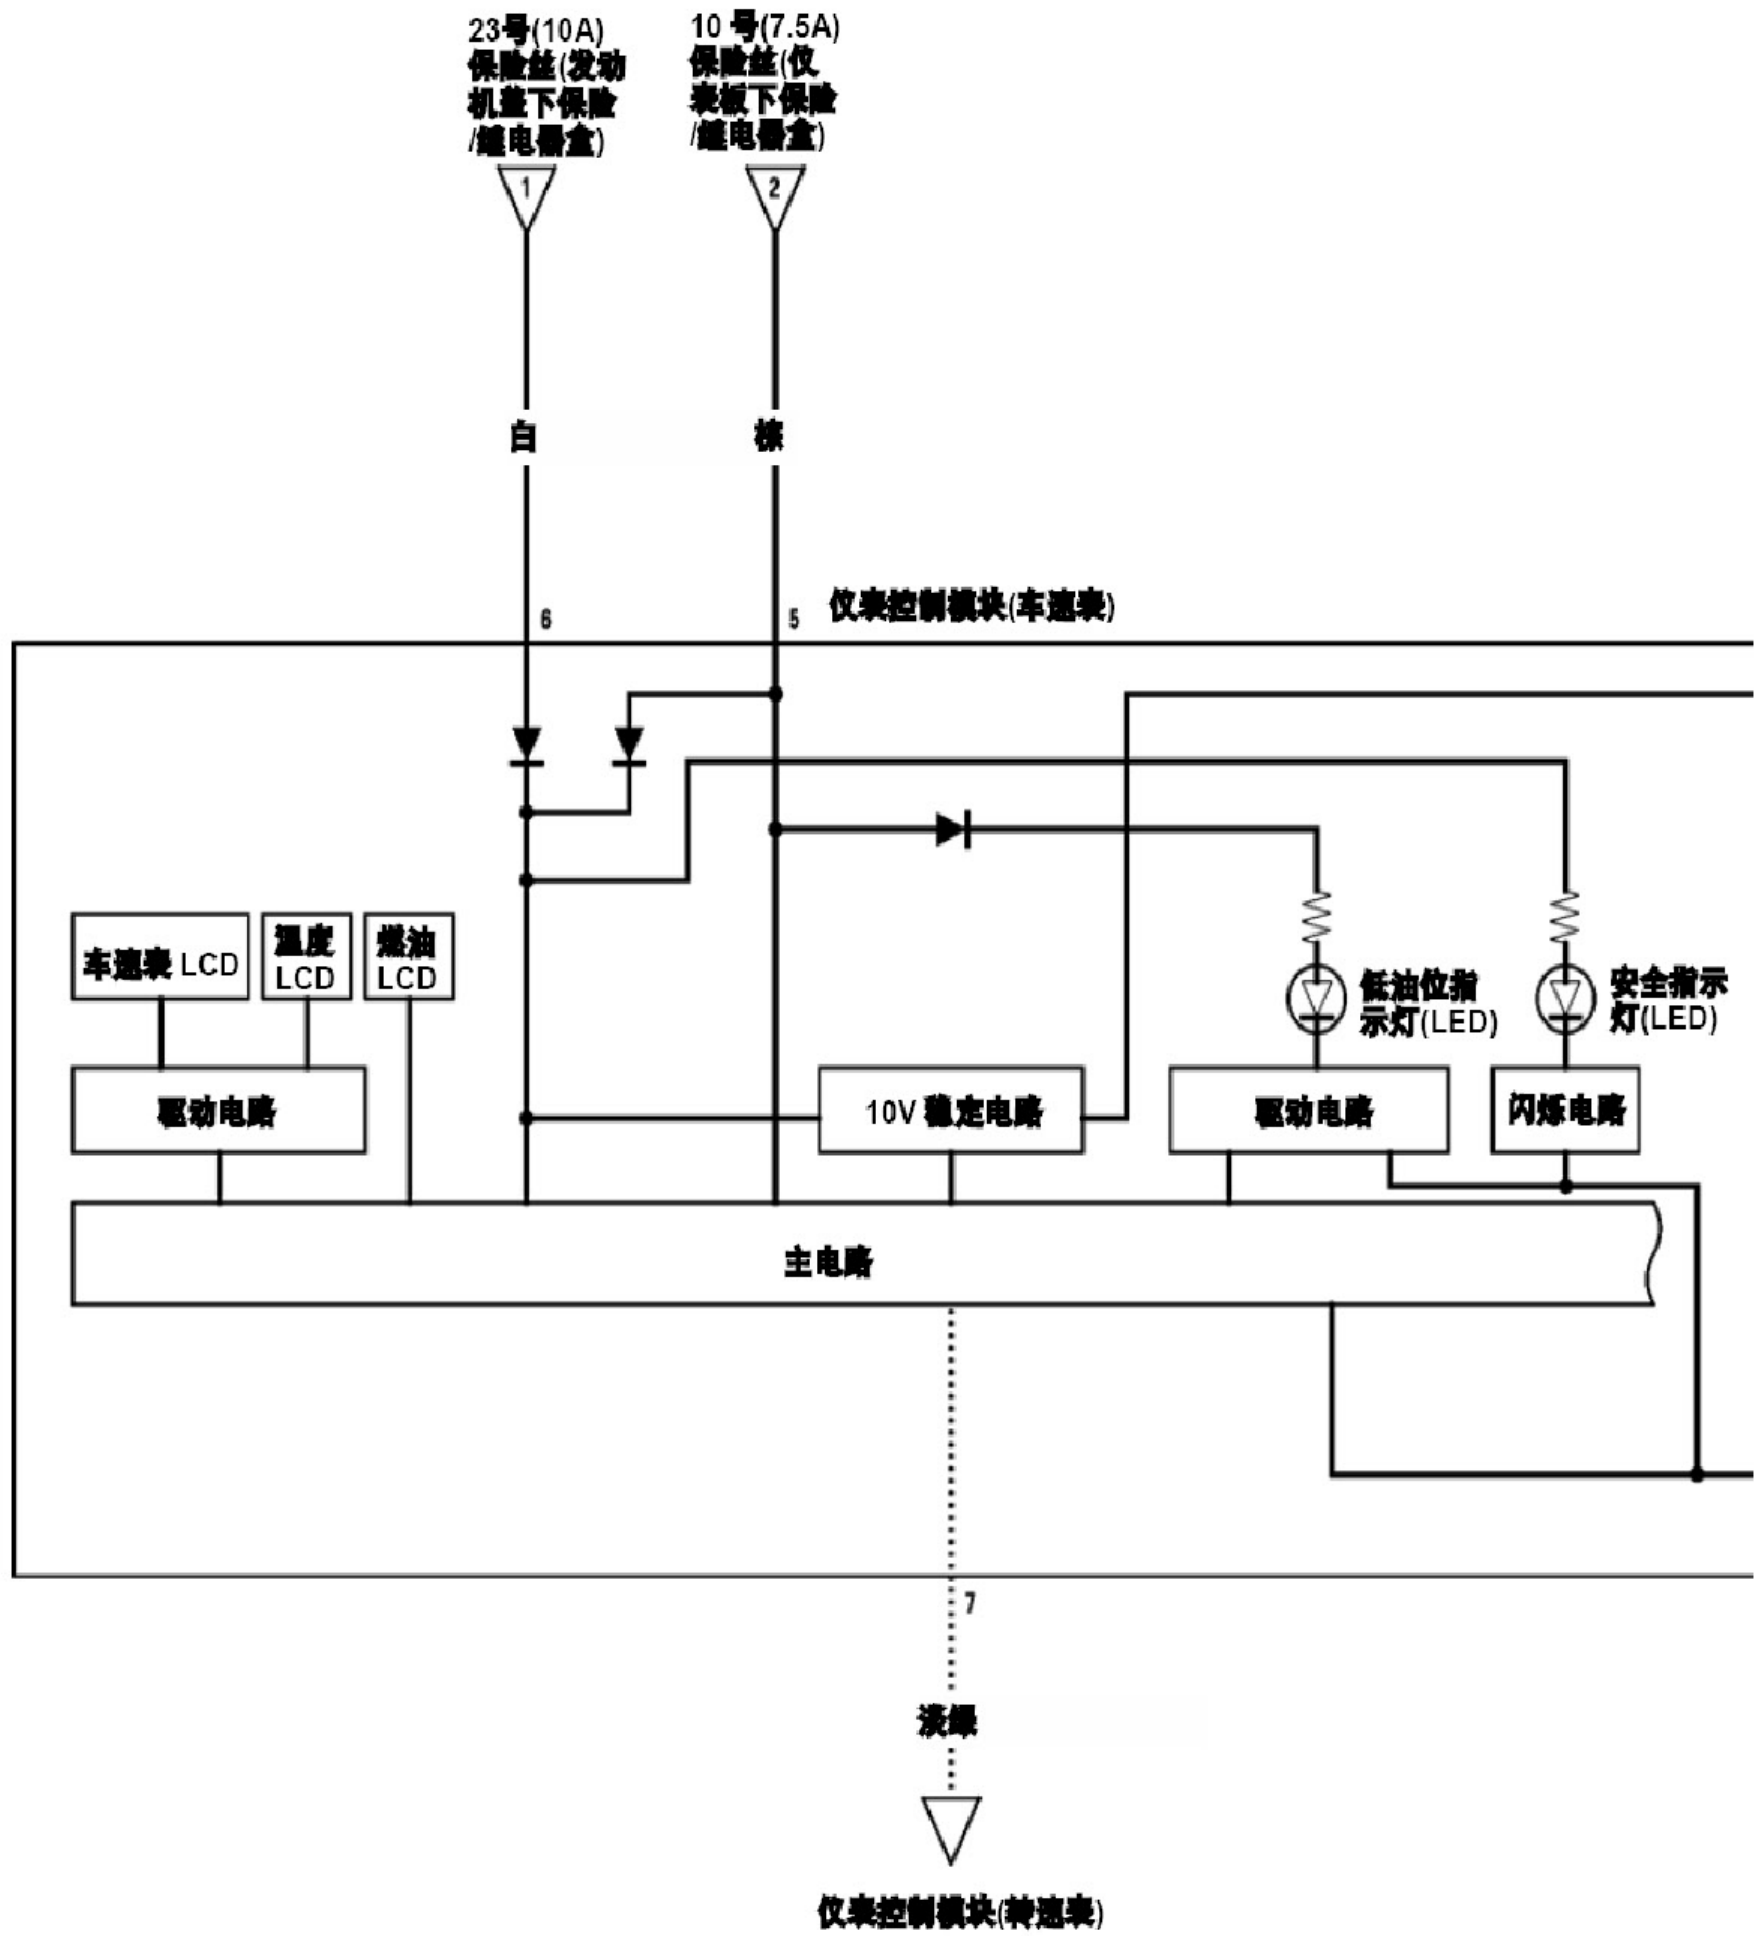 23号(10A)
保险丝(发动
机盖下保险
/继电器盒)
10 号(7.5A)
保险丝(仪
表板下保险
/继电器盒)
1
2
白
棕
6
5
仪表控制模块(车速表)
车速表 LCD
温度
LCD
燃油
LCD
低油位指
示灯(LED)
安全指示
灯(LED)
驱动电路
10V 稳定电路
驱动电路
闪烁电路
主电路
7
淡绿
仪表控制模块(转速表)